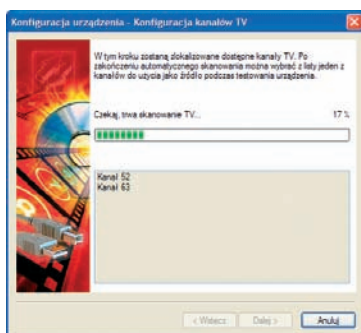 Konfiguracja urządzenia - Konfiguracja kanałów TV
W tym kroku zostaną zlokalizowane dostępne kanały TV. Po
zakończeniu automatycznego skanowania można wybrać z listy jeden z
kanałów do użycia jako źródło podczas testowania urządzenia.
Czekaj, trwa skanowanie TV... 17 %
Kanał 52
Kanał 63
< Wstecz Dalej > Anuluj